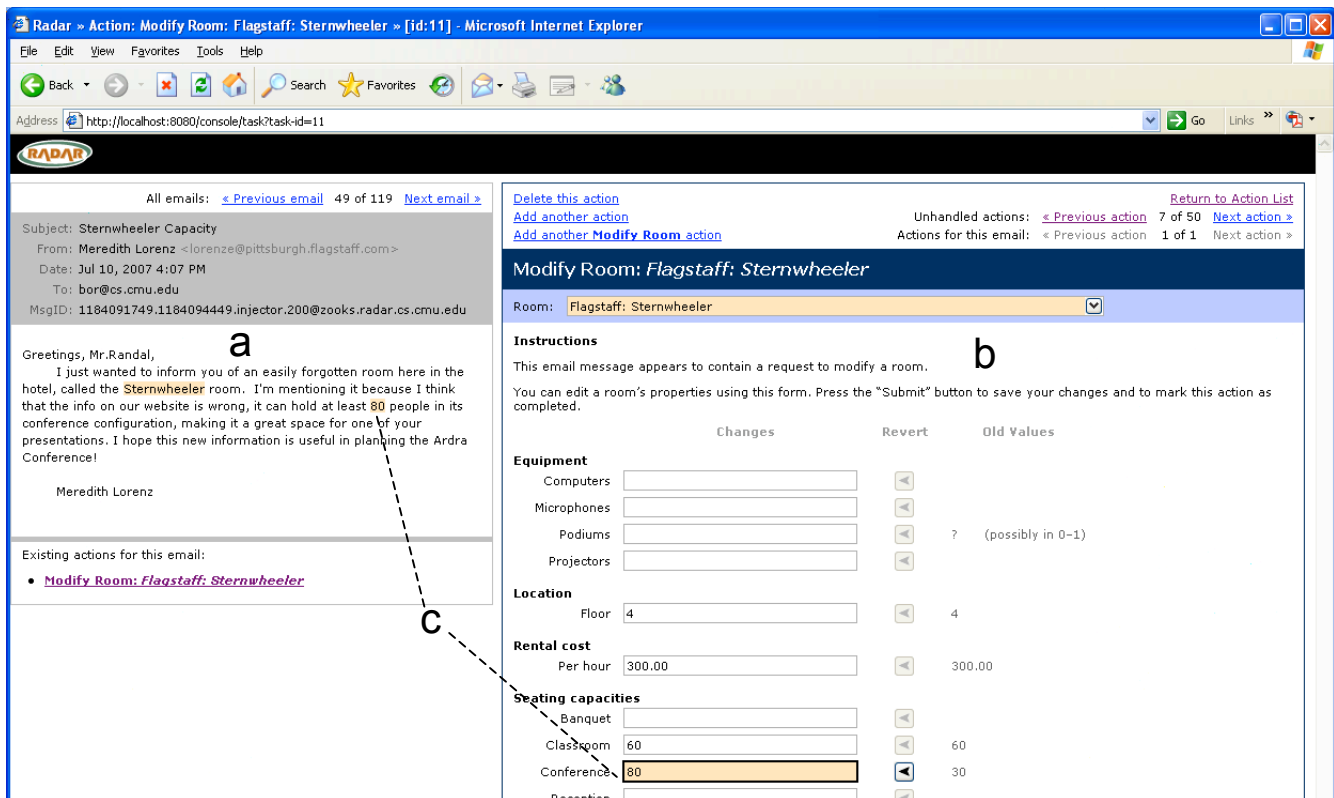 Radar » Action: Modify Room: Flagstaff: Sternwheeler » [id:11] - Microsoft Internet Explorer
File Edit View Favorites Tools Help
Back Search Favorites
Address http://localhost:8080/console/task?task-id=11 Go Links »
RADAR
All emails: « Previous email 49 of 119 Next email »
Subject: Sternwheeler Capacity
From: Meredith Lorenz <lorenze@pittsburgh.flagstaff.com>
Date: Jul 10, 2007 4:07 PM
To: bor@cs.cmu.edu
MsgID: 1184091749.1184094449.injector.200@zooks.radar.cs.cmu.edu
a
Greetings, Mr.Randal,
I just wanted to inform you of an easily forgotten room here in the
hotel, called the Sternwheeler room. I'm mentioning it because I think
that the info on our website is wrong, it can hold at least 80 people in its
conference configuration, making it a great space for one of your
presentations. I hope this new information is useful in planning the Ardra
Conference!
Meredith Lorenz
Existing actions for this email:
• Modify Room: Flagstaff: Sternwheeler
c
Delete this action Return to Action List
Add another action Unhandled actions: « Previous action 7 of 50 Next action »
Add another Modify Room action Actions for this email: « Previous action 1 of 1 Next action »
Modify Room: Flagstaff: Sternwheeler
Room: Flagstaff: Sternwheeler
b
Instructions
This email message appears to contain a request to modify a room.
You can edit a room's properties using this form. Press the “Submit” button to save your changes and to mark this action as
completed.
Changes Revert Old Values
Equipment
Computers
Microphones
Podiums ? (possibly in 0-1)
Projectors
Location
Floor 4 4
Rental cost
Per hour 300.00 300.00
Seating capacities
Banquet
Classroom 60 60
Conference 80 30
Reception